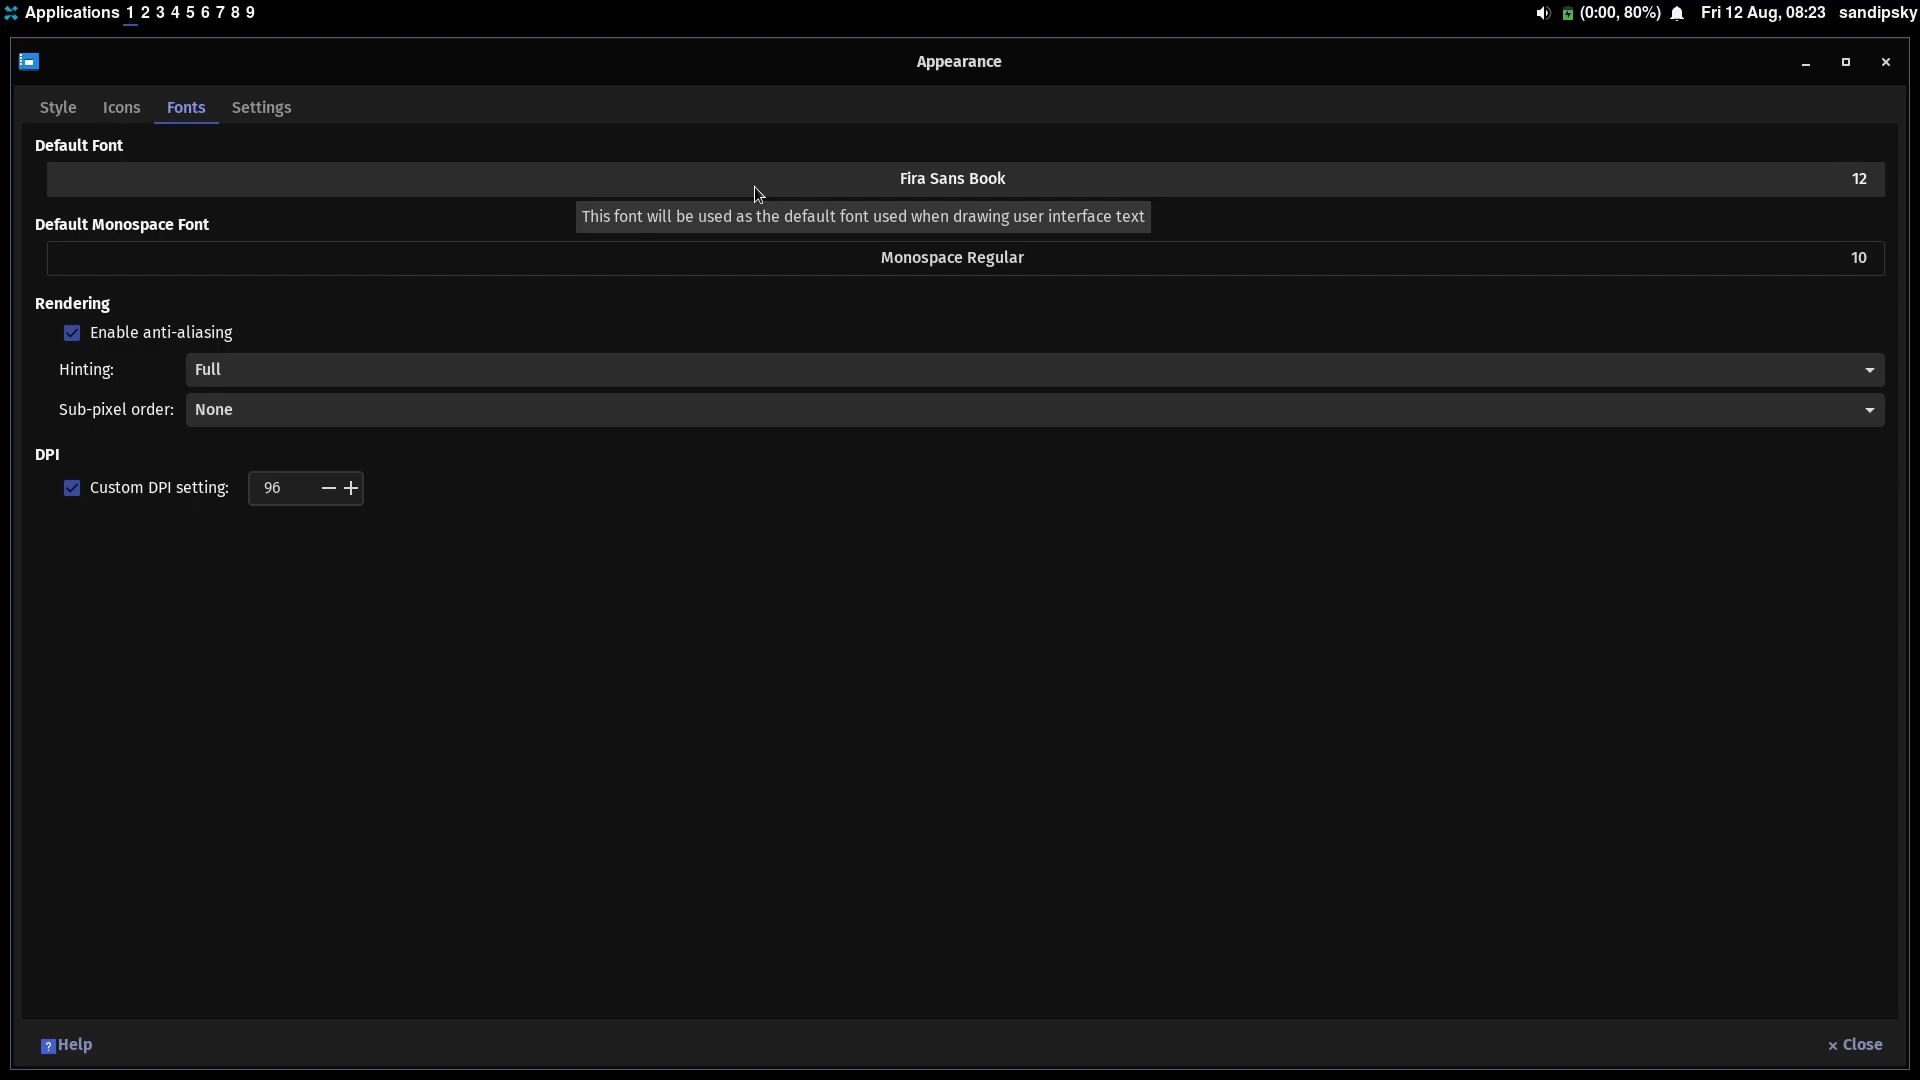 Applications 1 2 3 4 5 6 7 8 9 (0:00, 80%) Fri 12 Aug, 08:23 sandipsky
Appearance
Style Icons Fonts Settings
Default Font
Fira Sans Book 12
This font will be used as the default font used when drawing user interface text
Default Monospace Font
Monospace Regular 10
Rendering
Enable anti-aliasing
Hinting: Full
Sub-pixel order: None
DPI
Custom DPI setting: 96
? Help
Close